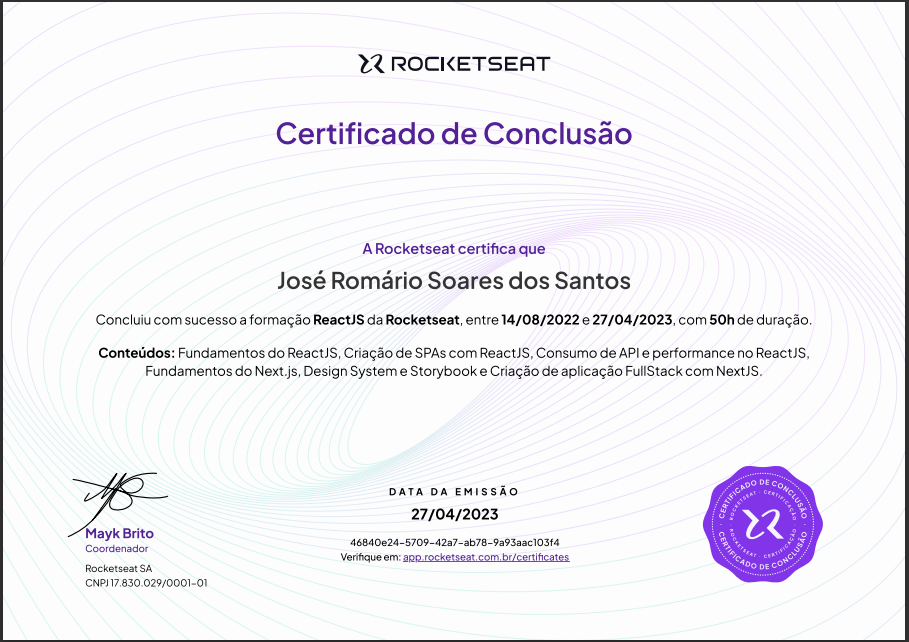 ROCKETSEAT
Certificado de Conclusão
A Rocketseat certifica que
José Romário Soares dos Santos
Concluiu com sucesso a formação ReactJS da Rocketseat, entre 14/08/2022 e 27/04/2023, com 50h de duração.
Conteúdos: Fundamentos do ReactJS, Criação de SPAs com ReactJS, Consumo de API e performance no ReactJS,
Fundamentos do Next.js, Design System e Storybook e Criação de aplicação FullStack com NextJS.
Mayk Brito
Coordenador
Rocketseat SA
CNPJ 17.830.029/0001-01
DATA DA EMISSÃO
27/04/2023
46840e24-5709-42a7-ab78-9a93aac103f4
Verifique em: app.rocketseat.com.br/certificates
CERTIFICADO DE CONCLUSÃO
ROCKETSEAT · CERTIFICAÇÃO
ROCKETSEAT · CERTIFICAÇÃO
CERTIFICADO DE CONCLUSÃO